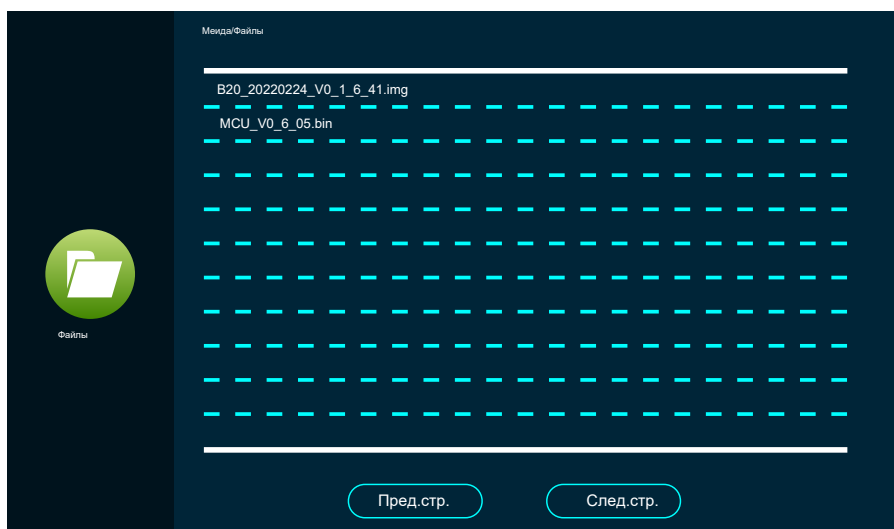 Меида/Файлы
B20_20220224_V0_1_6_41.img
MCU_V0_6_05.bin
Файлы
Пред.стр.
След.стр.